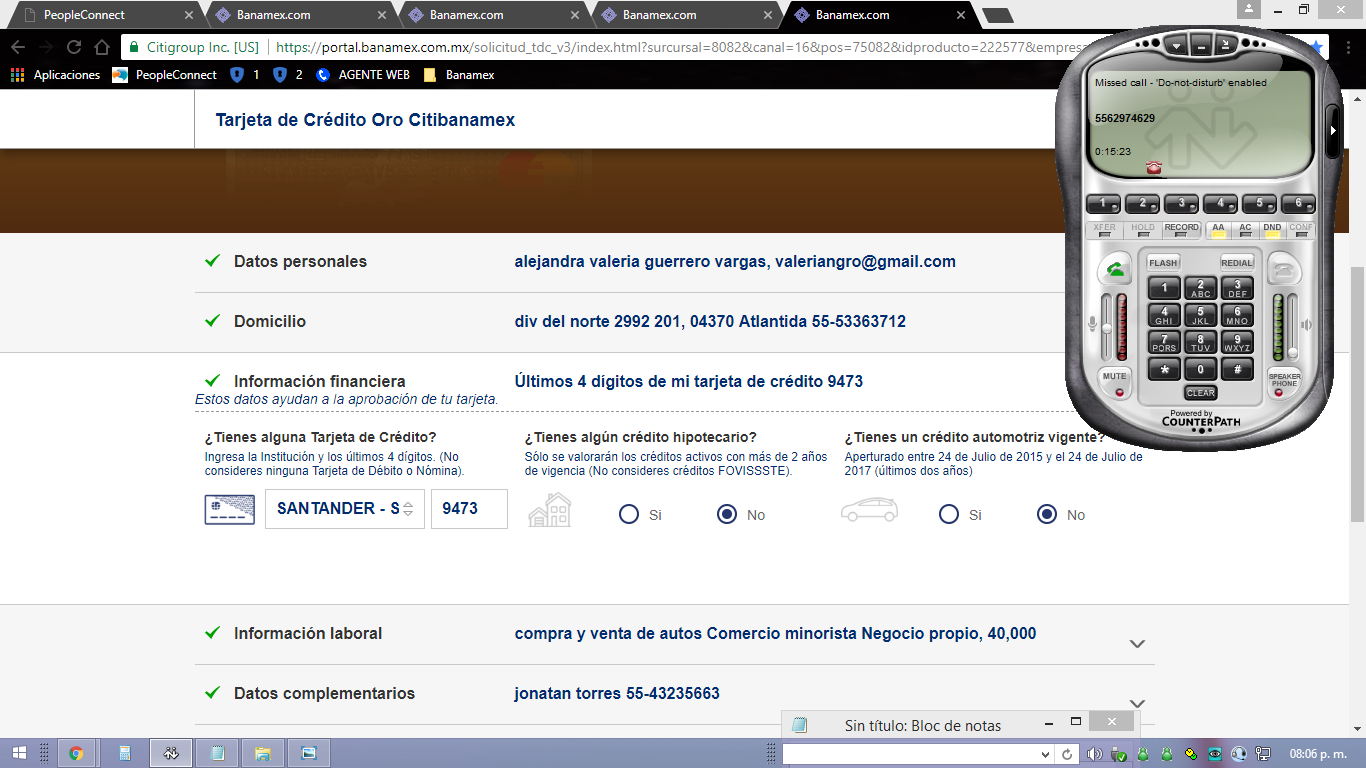 PeopleConnect
Banamex.com
Banamex.com
Banamex.com
Banamex.com
Citigroup Inc. [US]
https://portal.banamex.com.mx/solicitud_tdc_v3/index.html?sursursal=8082&canal=16&pos=75082&idproducto=222577&empresa
Aplicaciones
PeopleConnect
1
2
AGENTE WEB
Banamex
Tarjeta de Crédito Oro Citibanamex
Missed call - 'Do-not-disturb' enabled
5562974629
0:15:23
1 2 3 4 5 6
XFER HOLD RECORD AA AC DND CONF
FLASH REDIAL
1 2 ABC 3 DEF
4 GHI 5 JKL 6 MNO
7 PQRS 8 TUV 9 WXYZ
* 0 #
MUTE
SPEAKER PHONE
CLEAR
Powered by
COUNTERPATH
Datos personales
alejandra valeria guerrero vargas, valeriangro@gmail.com
Domicilio
div del norte 2992 201, 04370 Atlantida 55-53363712
Información financiera
Últimos 4 dígitos de mi tarjeta de crédito 9473
Estos datos ayudan a la aprobación de tu tarjeta.
¿Tienes alguna Tarjeta de Crédito?
Ingresa la Institución y los últimos 4 dígitos. (No
consideres ninguna Tarjeta de Débito o Nómina).
SANTANDER - S
9473
¿Tienes algún crédito hipotecario?
Sólo se valorarán los créditos activos con más de 2 años
de vigencia (No consideres créditos FOVISSSTE).
Si
No
¿Tienes un crédito automotriz vigente?
Aperturado entre 24 de Julio de 2015 y el 24 de Julio de
2017 (últimos dos años)
Si
No
Información laboral
compra y venta de autos Comercio minorista Negocio propio, 40,000
Datos complementarios
jonatan torres 55-43235663
Sin título: Bloc de notas
08:06 p. m.